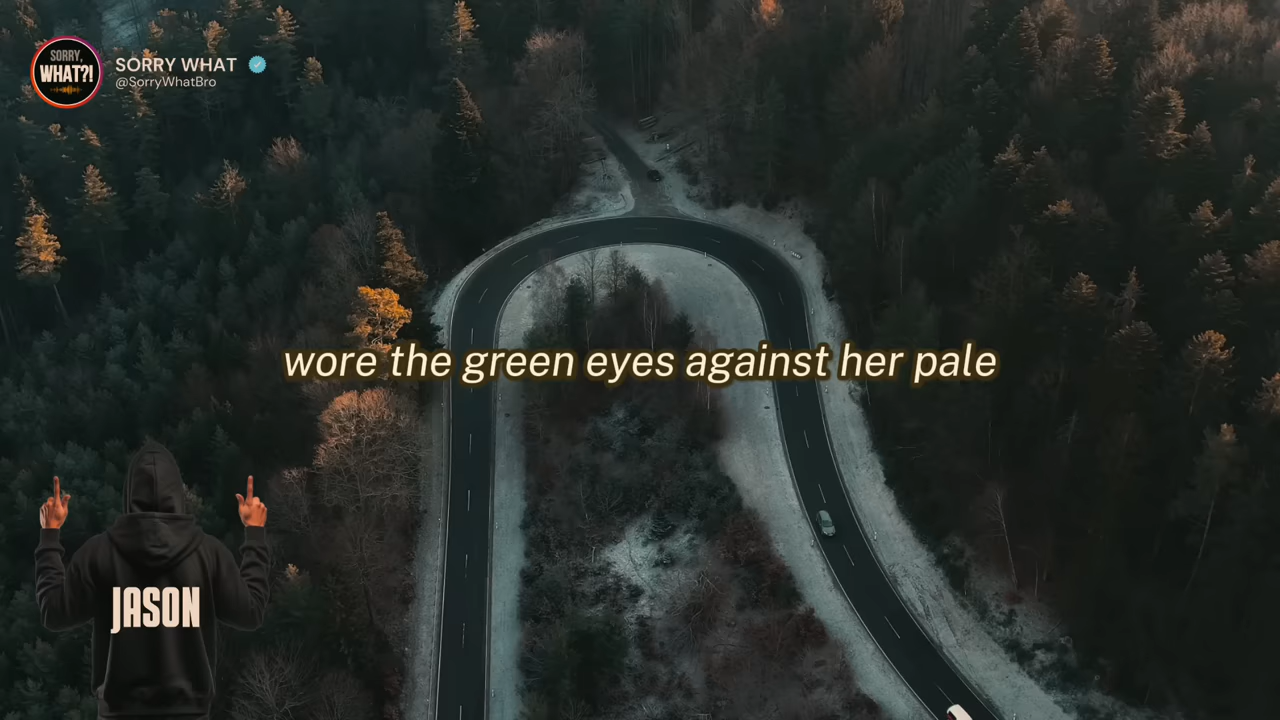 SORRY,
WHAT?!
SORRY WHAT
@SorryWhatBro
wore the green eyes against her pale
JASON